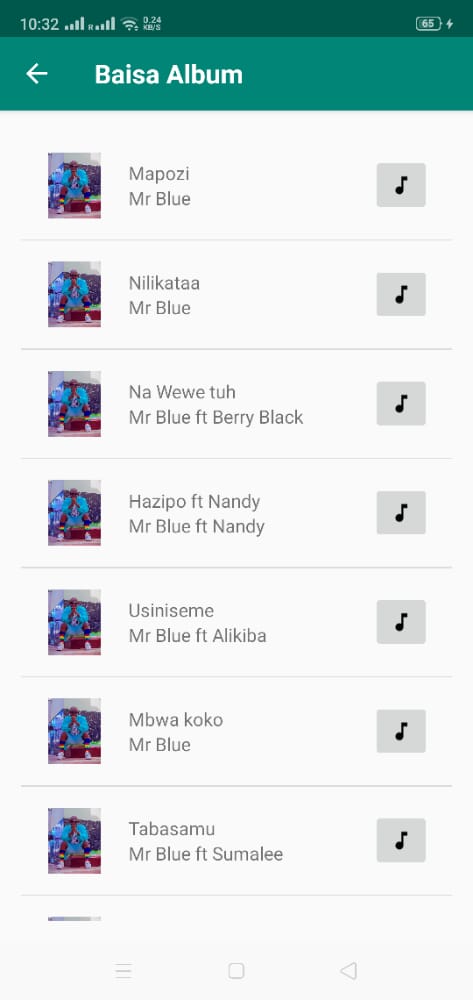 10:32 R 0.24 KB/S 65
Baisa Album
Mapozi
Mr Blue
Nilikataa
Mr Blue
Na Wewe tuh
Mr Blue ft Berry Black
Hazipo ft Nandy
Mr Blue ft Nandy
Usiniseme
Mr Blue ft Alikiba
Mbwa koko
Mr Blue
Tabasamu
Mr Blue ft Sumalee